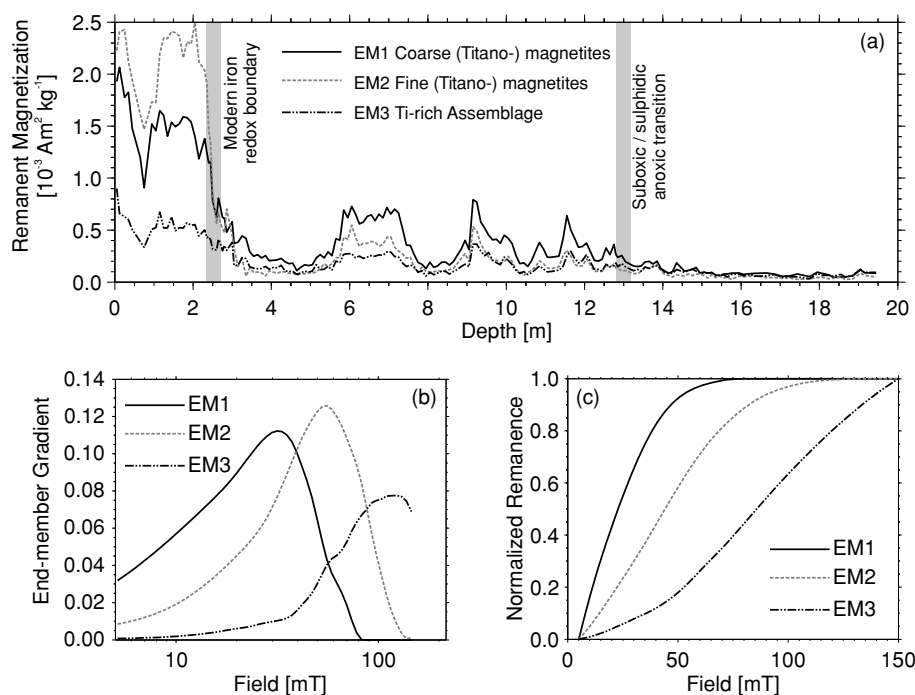 (a)
2.5
2.0
1.5
1.0
0.5
0.0
Remanent Magnetization
[10⁻³ Am² kg⁻¹]
EM1 Coarse (Titano-) magnetites
EM2 Fine (Titano-) magnetites
EM3 Ti-rich Assemblage
Modern iron
redox boundary
Suboxic / sulphidic
anoxic transition
0 2 4 6 8 10 12 14 16 18 20
Depth [m]
(b)
0.14
0.12
0.10
0.08
0.06
0.04
0.02
0.00
End-member Gradient
EM1
EM2
EM3
10 100
Field [mT]
(c)
1.0
0.8
0.6
0.4
0.2
0.0
Normalized Remanence
EM1
EM2
EM3
0 50 100 150
Field [mT]